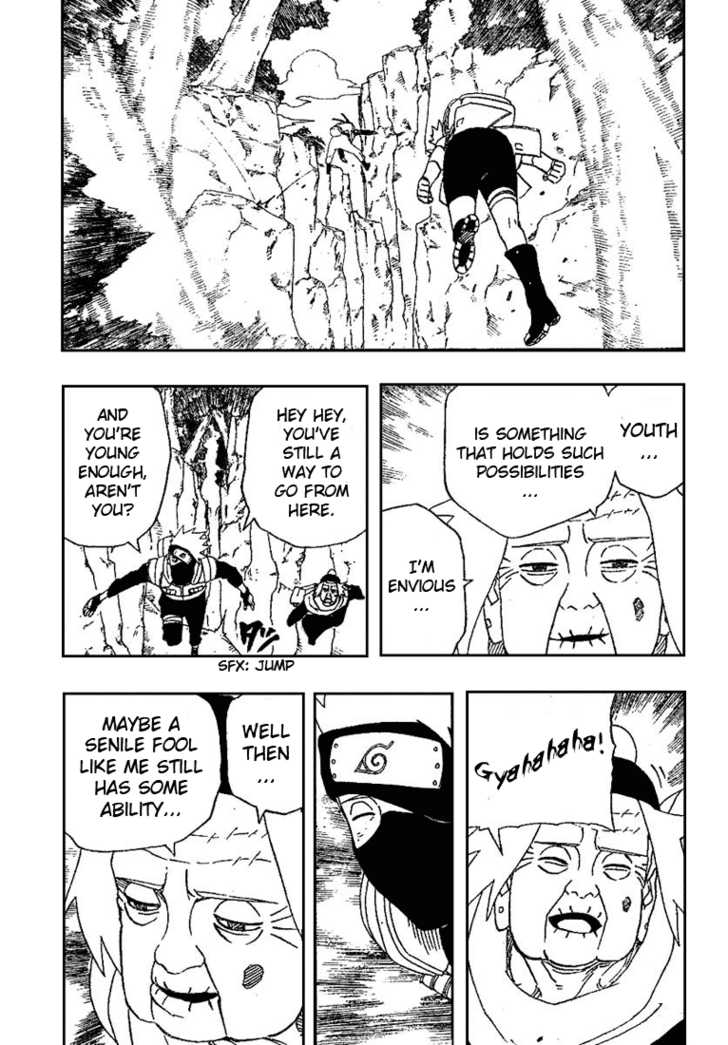 YOUTH
...
IS SOMETHING
THAT HOLDS SUCH
POSSIBILITIES
...
I'M
ENVIOUS
...
HEY HEY,
YOU'VE
STILL A
WAY TO
GO FROM
HERE.
AND
YOU'RE
YOUNG
ENOUGH,
AREN'T
YOU?
ダッ
SFX: JUMP
Gyahahaha!
WELL
THEN
...
MAYBE A
SENILE FOOL
LIKE ME STILL
HAS SOME
ABILITY...